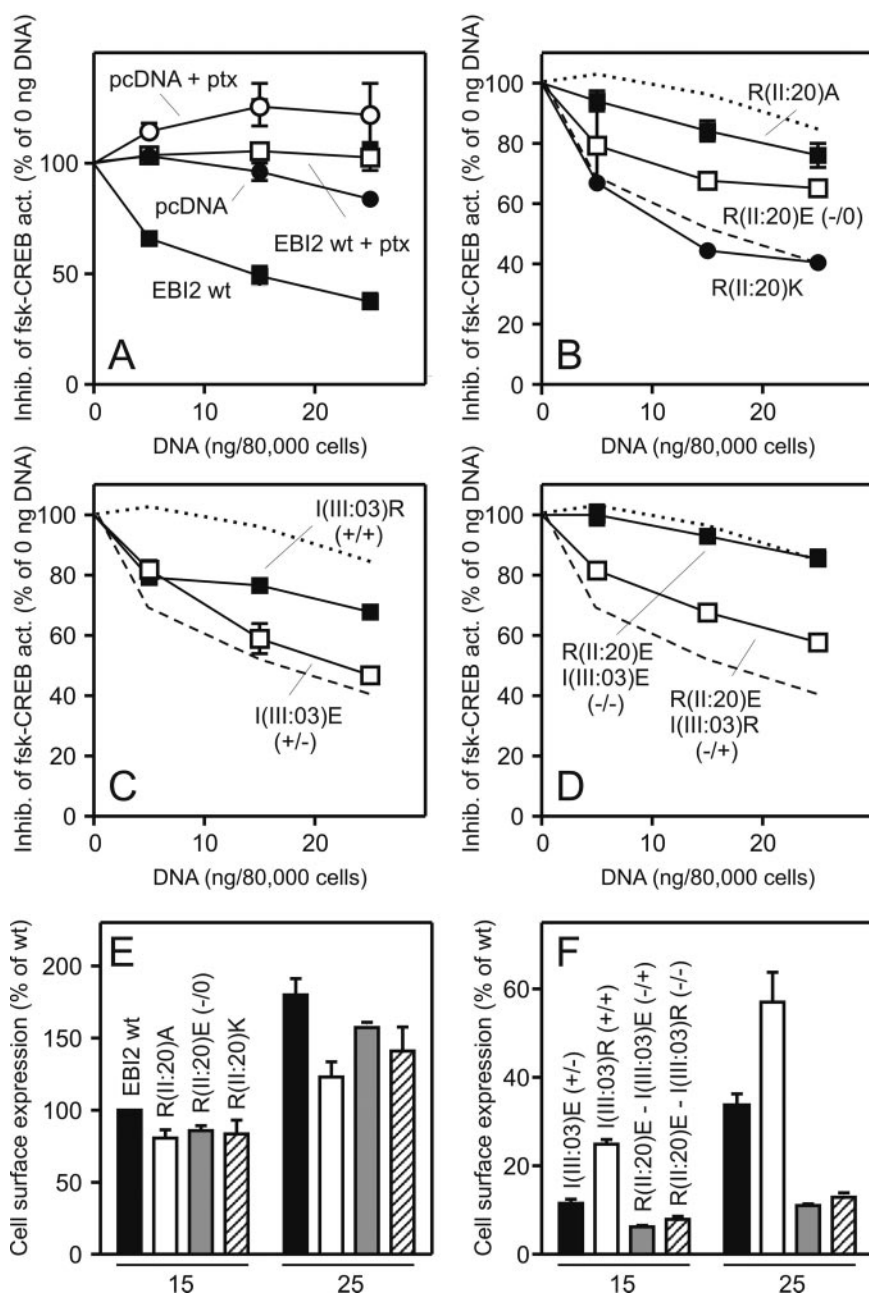 Inhib. of fsk-CREB act. (% of 0 ng DNA)
100
50
0
pcDNA + ptx
pcDNA
EBI2 wt + ptx
EBI2 wt
A
0 10 20
DNA (ng/80,000 cells)
Inhib. of fsk-CREB act. (% of 0 ng DNA)
100
80
60
40
20
0
R(II:20)A
R(II:20)E (-/0)
R(II:20)K
B
0 10 20
DNA (ng/80,000 cells)
Inhib. of fsk-CREB act. (% of 0 ng DNA)
100
80
60
40
20
0
I(III:03)R
(+/+)
I(III:03)E
(+/-)
C
0 10 20
DNA (ng/80,000 cells)
Inhib. of fsk-CREB act. (% of 0 ng DNA)
100
80
60
40
20
0
R(II:20)E
I(III:03)E
(-/-)
R(II:20)E
I(III:03)R
(-/+)
D
0 10 20
DNA (ng/80,000 cells)
Cell surface expression (% of wt)
200
150
100
50
0
E
EBI2 wt
R(II:20)A
R(II:20)E (-/0)
R(II:20)K
15 25
Cell surface expression (% of wt)
60
40
20
0
F
I(III:03)E (+/-)
I(III:03)R (+/+)
R(II:20)E - I(III:03)E (-/+)
R(II:20)E - I(III:03)R (-/-)
15 25